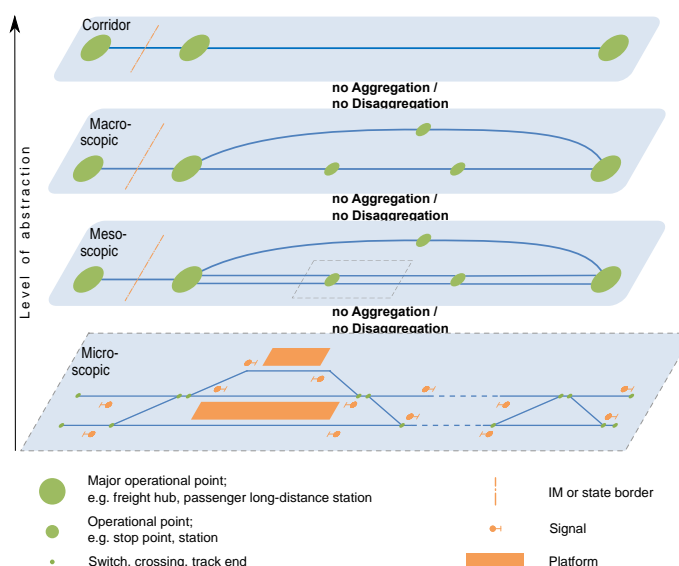 Corridor
no Aggregation /
no Disaggregation
Macro-
scopic
no Aggregation /
no Disaggregation
Meso-
scopic
no Aggregation /
no Disaggregation
Micro-
scopic
Level of abstraction
Major operational point;
e.g. freight hub, passenger long-distance station
IM or state border
Operational point;
e.g. stop point, station
Signal
Switch, crossing, track end
Platform